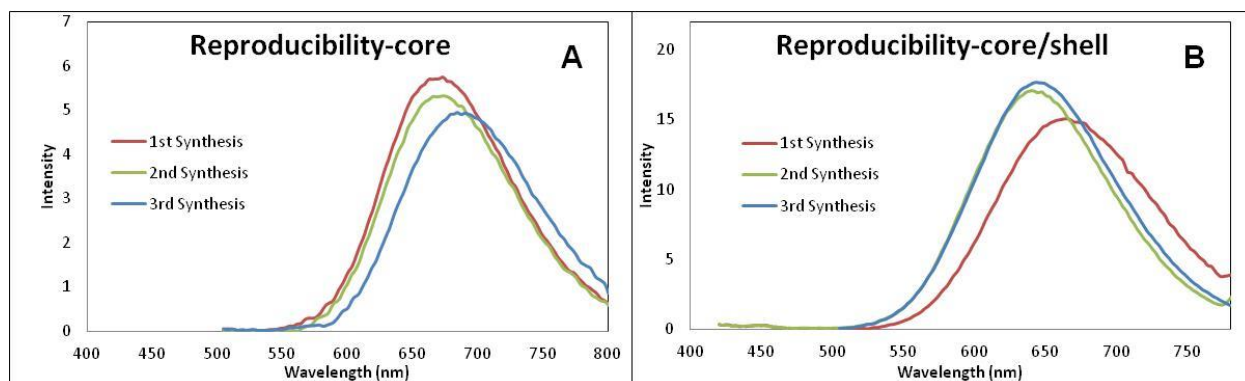 Reproducibility-core
A
7
6
5
4
3
2
1
0
Intensity
1st Synthesis
2nd Synthesis
3rd Synthesis
400 450 500 550 600 650 700 750 800
Wavelength (nm)
Reproducibility-core/shell
B
20
15
10
5
0
Intensity
1st Synthesis
2nd Synthesis
3rd Synthesis
400 450 500 550 600 650 700 750
Wavelength (nm)